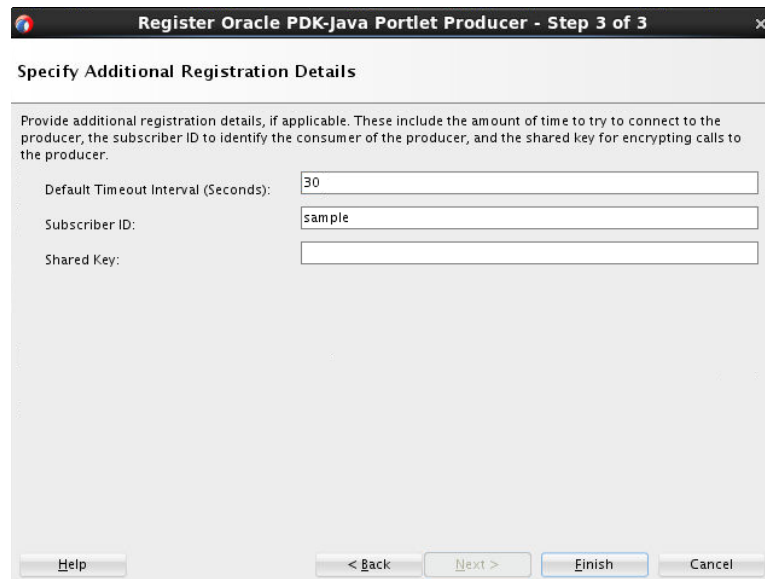 Register Oracle PDK-Java Portlet Producer - Step 3 of 3
Specify Additional Registration Details
Provide additional registration details, if applicable. These include the amount of time to try to connect to the
producer, the subscriber ID to identify the consumer of the producer, and the shared key for encrypting calls to
the producer.
Default Timeout Interval (Seconds): 30
Subscriber ID: sample
Shared Key:
Help < Back Next > Finish Cancel